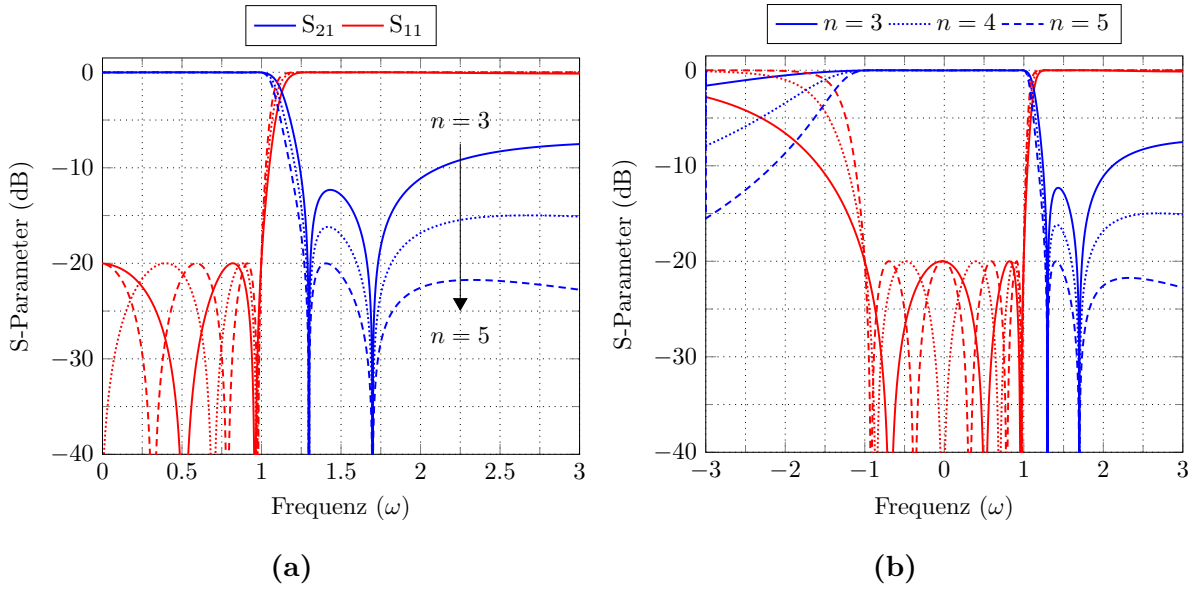 S21 S11
0
−10
−20
−30
−40
0 0.5 1 1.5 2 2.5 3
S-Parameter (dB)
Frequenz (ω)
n = 3
n = 5
(a)
n = 3 n = 4 n = 5
0
−10
−20
−30
−40
−3 −2 −1 0 1 2 3
S-Parameter (dB)
Frequenz (ω)
(b)